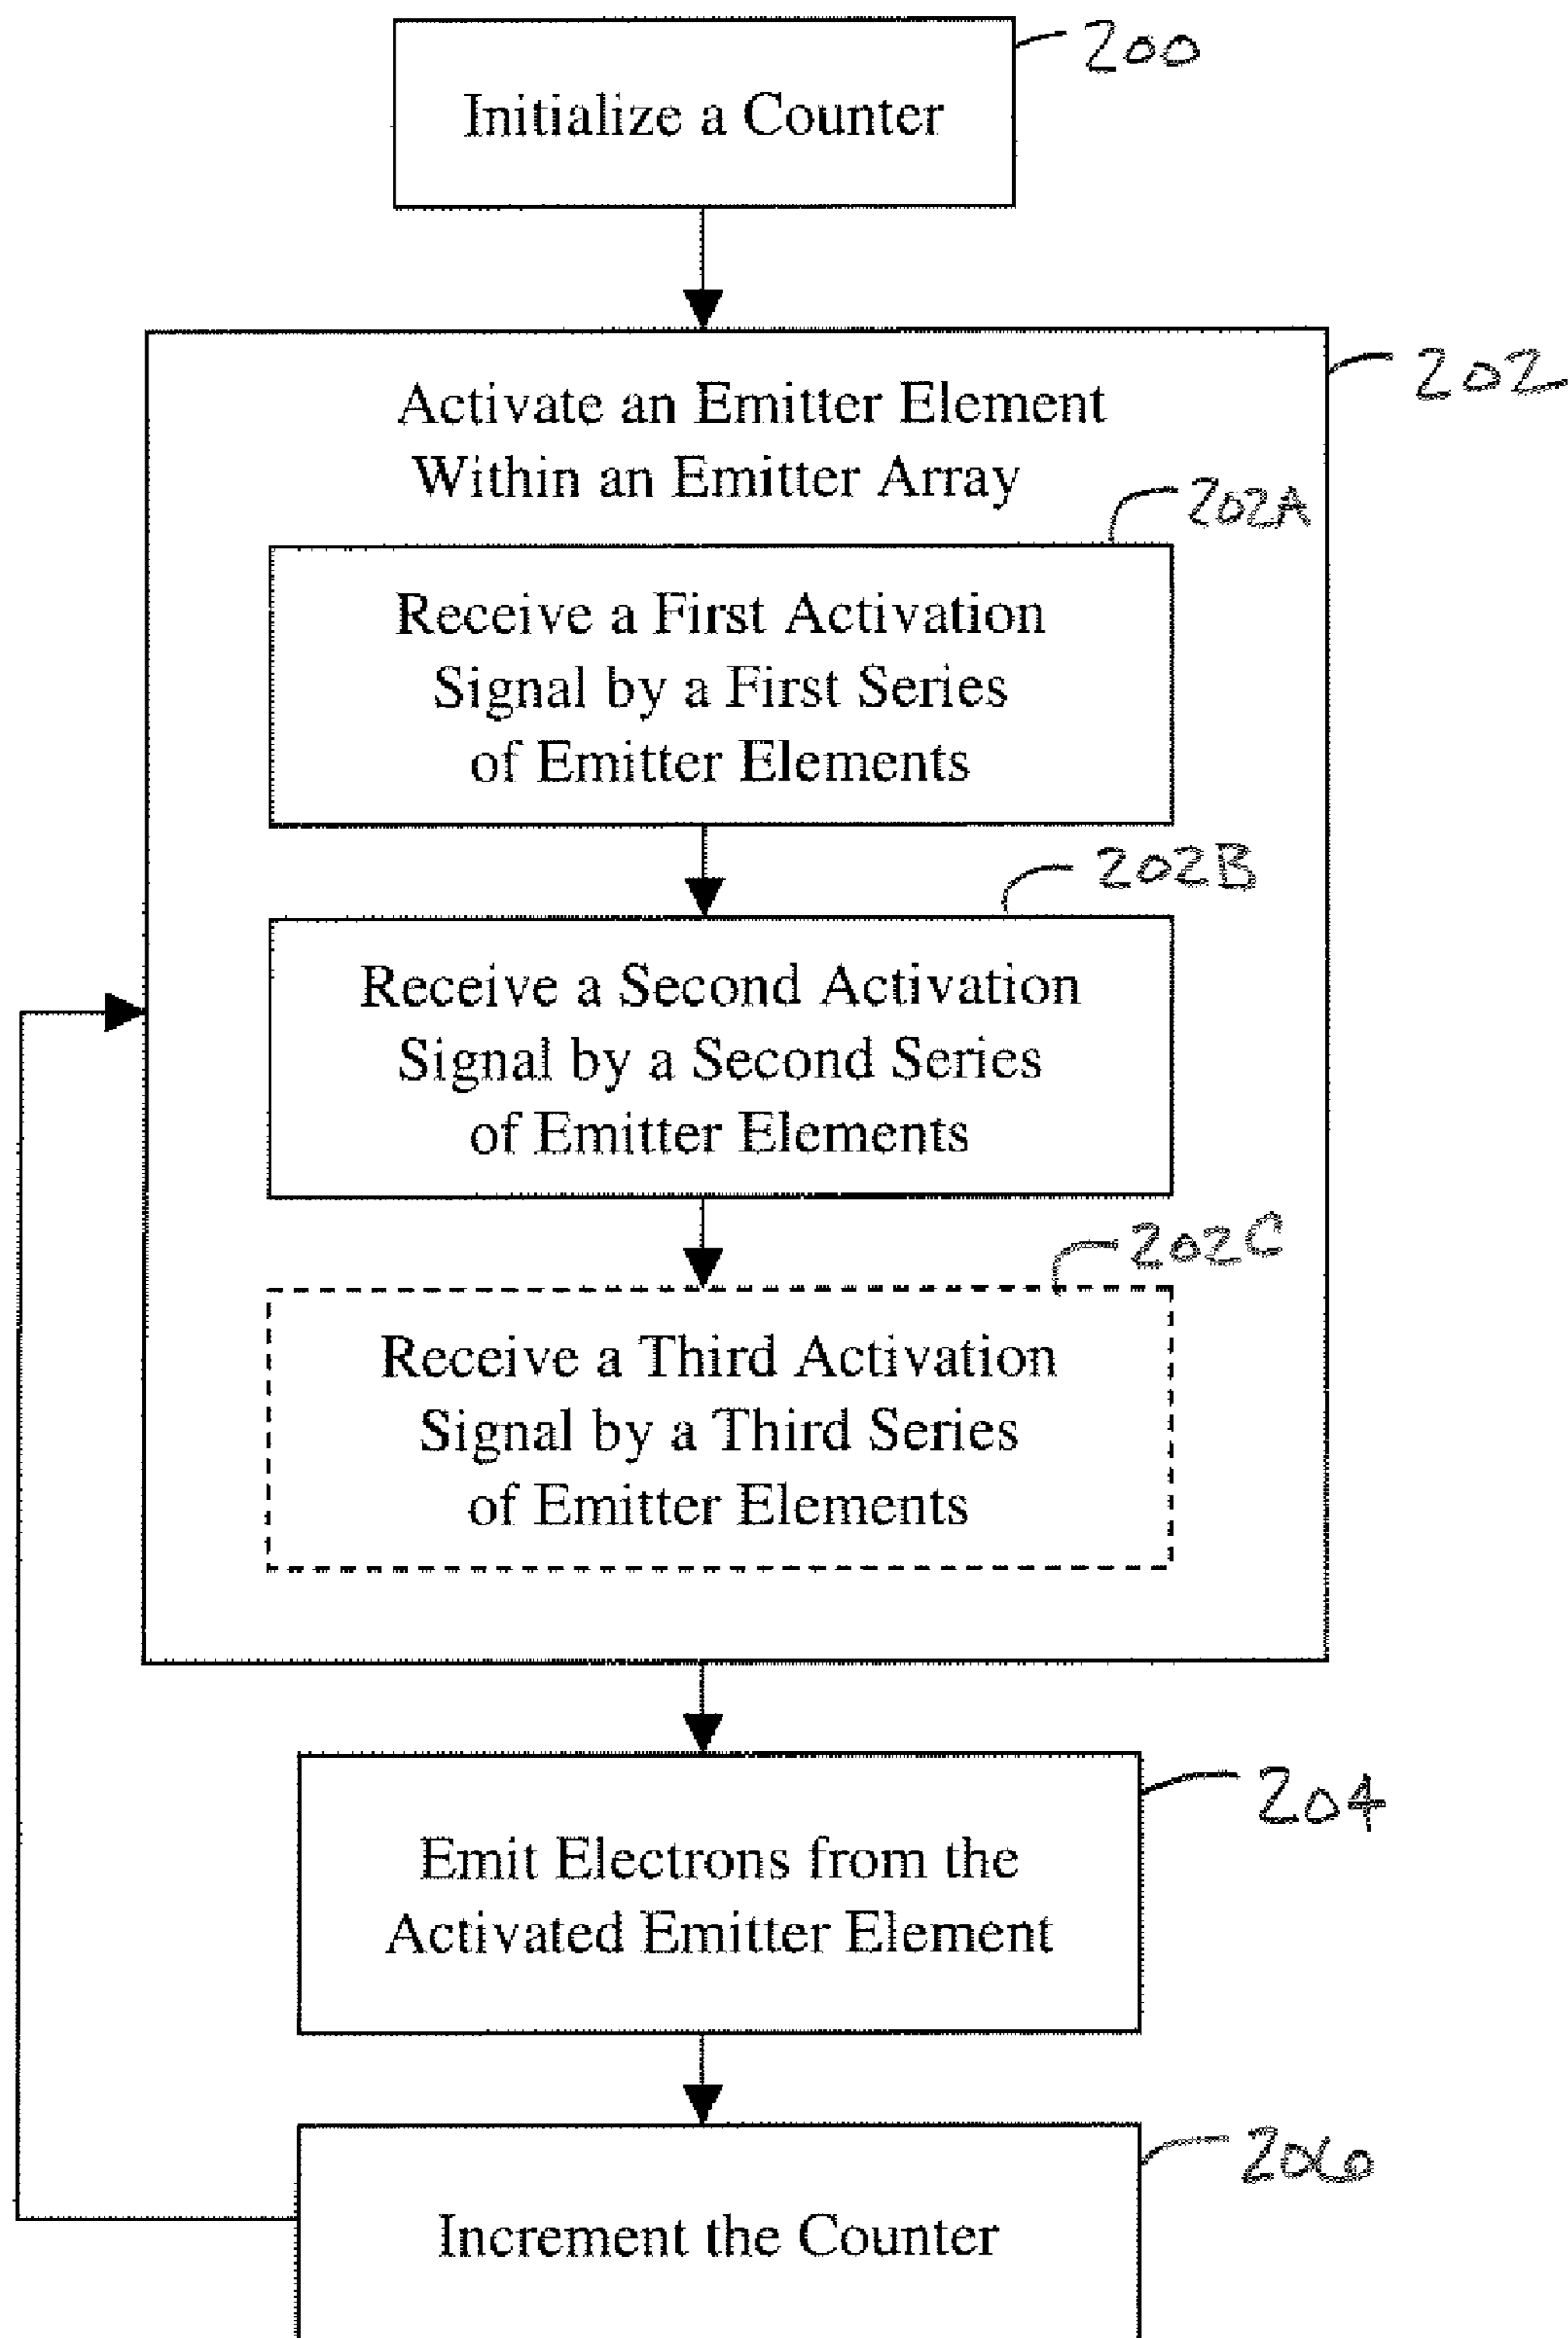 200
Initialize a Counter
202
Activate an Emitter Element
Within an Emitter Array
202A
Receive a First Activation
Signal by a First Series
of Emitter Elements
202B
Receive a Second Activation
Signal by a Second Series
of Emitter Elements
202C
Receive a Third Activation
Signal by a Third Series
of Emitter Elements
204
Emit Electrons from the
Activated Emitter Element
206
Increment the Counter